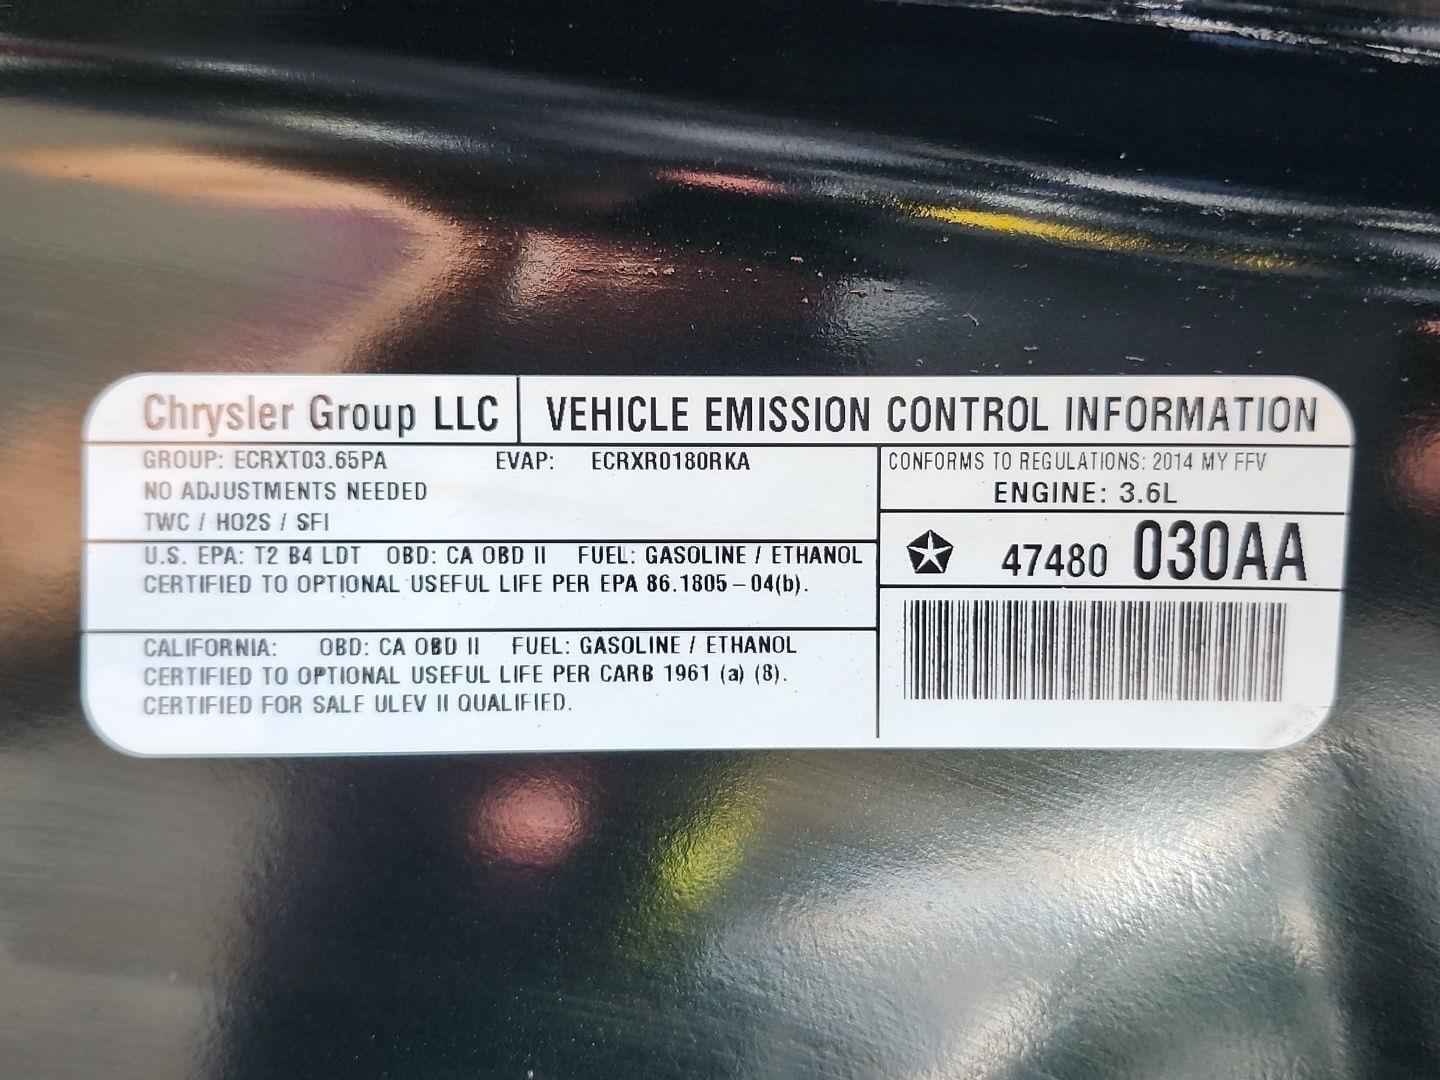 Chrysler Group LLC
VEHICLE EMISSION CONTROL INFORMATION
GROUP: ECRXT03.65PA EVAP: ECRXR0180RKA
NO ADJUSTMENTS NEEDED
TWC / HO2S / SFI
CONFORMS TO REGULATIONS: 2014 MY FFV
ENGINE: 3.6L
47480 030AA
U.S. EPA: T2 B4 LDT OBD: CA OBD II FUEL: GASOLINE / ETHANOL
CERTIFIED TO OPTIONAL USEFUL LIFE PER EPA 86.1805–04(b).
CALIFORNIA: OBD: CA OBD II FUEL: GASOLINE / ETHANOL
CERTIFIED TO OPTIONAL USEFUL LIFE PER CARB 1961 (a) (8).
CERTIFIED FOR SALE ULEV II QUALIFIED.